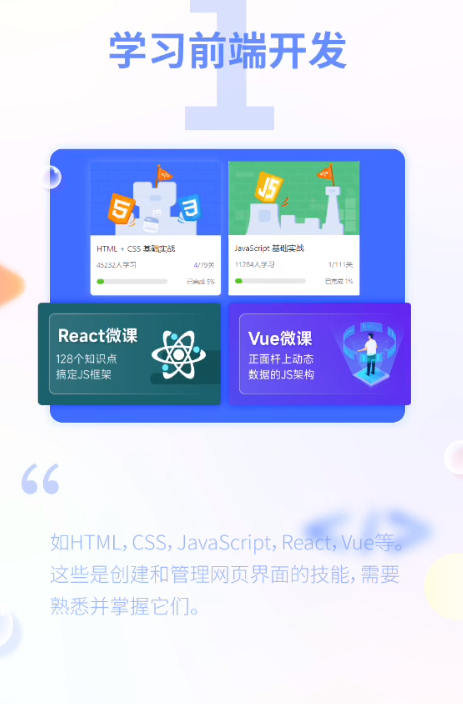 1
学习前端开发
5
3
JS
HTML + CSS 基础实战
45232人学习 4/79关
已完成 5%
JavaScript 基础实战
11264人学习 1/111关
已完成 1%
React微课
128个知识点
搞定JS框架
Vue微课
正面杆上动态
数据的JS架构
“
如HTML, CSS, JavaScript, React, Vue等。
这些是创建和管理网页界面的技能, 需要
熟悉并掌握它们。